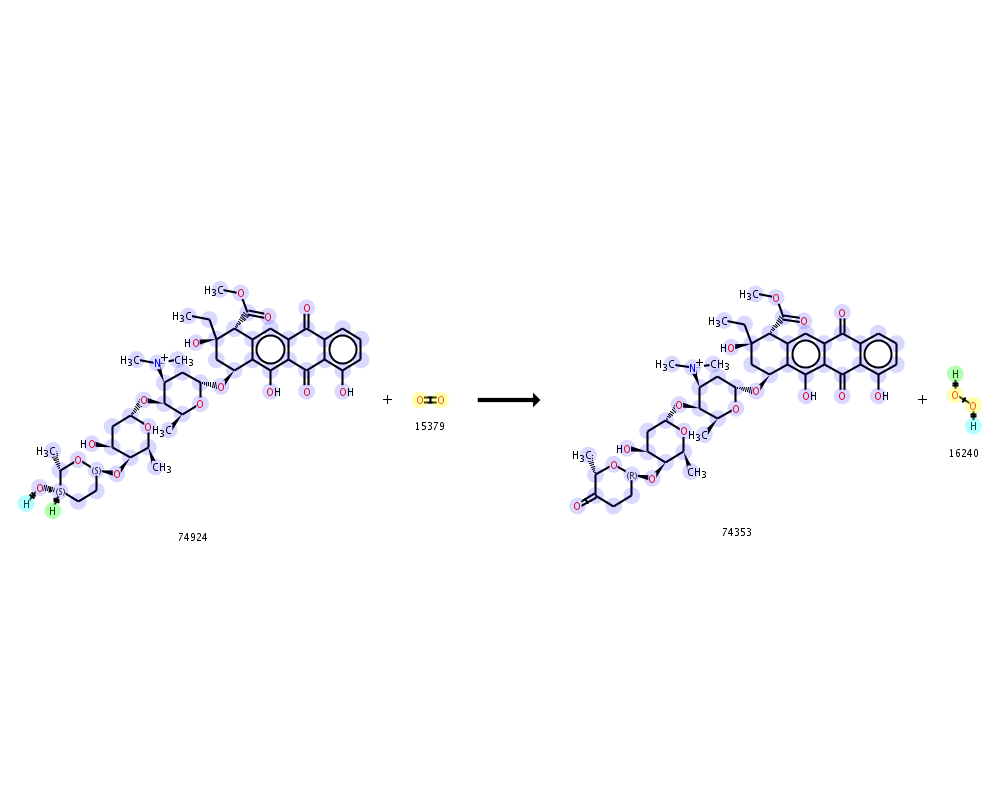 H₃C O O O
H₃C O
HO
H₃C N+ CH₃
O OH O OH
O O
O H₃C
HO O
H₃C O (S) O CH₃
H O (S)
H
74924
+
O O
15379
H₃C O O O
H₃C O
HO
H₃C N+ CH₃
O OH O OH
O O
O H₃C
HO O
H₃C O (R) O CH₃
O
74353
+
H
O
O
H
16240